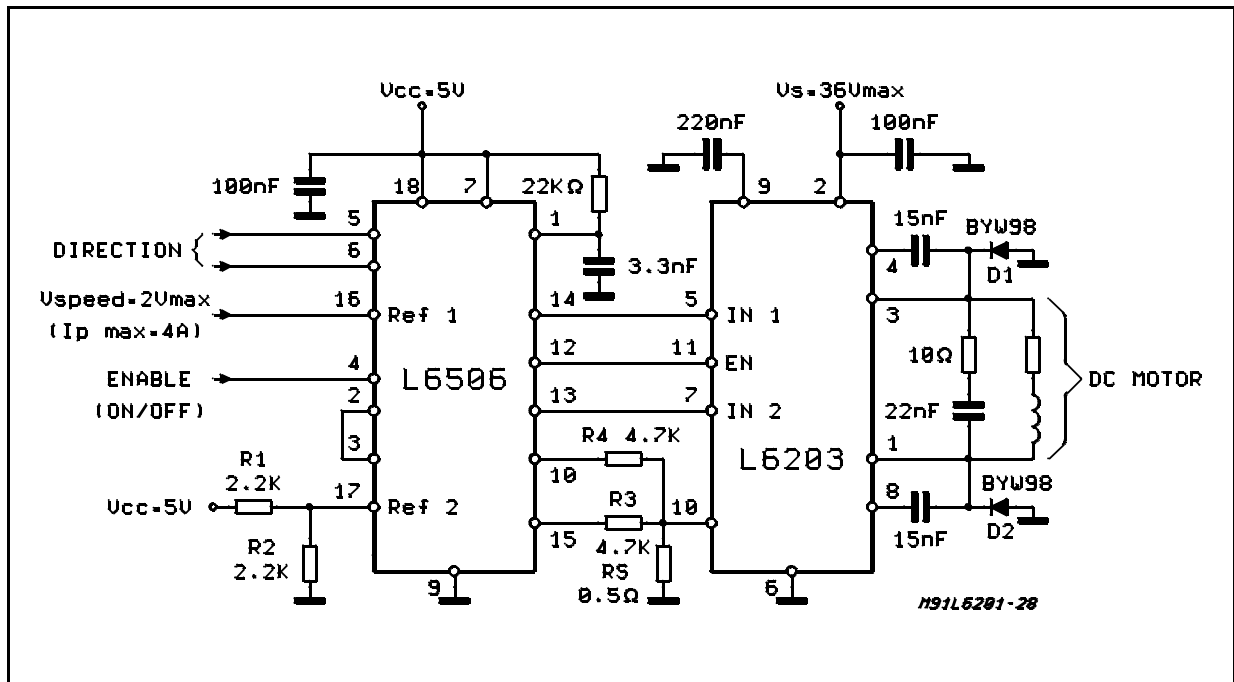 Vcc=5V
Vs=36Vmax
220nF
100nF
100nF
18
7
22KΩ
9
2
5
1
15nF
BYW98
DIRECTION {
6
3.3nF
4
D1
Vspeed=2Vmax
16
Ref 1
14
5
IN 1
3
(Ip max=4A)
12
11
EN
10Ω
4
ENABLE
L6506
DC MOTOR
(ON/OFF)
2
13
7
IN 2
22nF
3
R4 4.7K
1
R1
10
L6203
2.2K
R3
BYW98
Vcc=5V
17
Ref 2
10
8
15
4.7K
15nF
D2
R2
2.2K
RS
0.5Ω
9
6
M91L6201-28